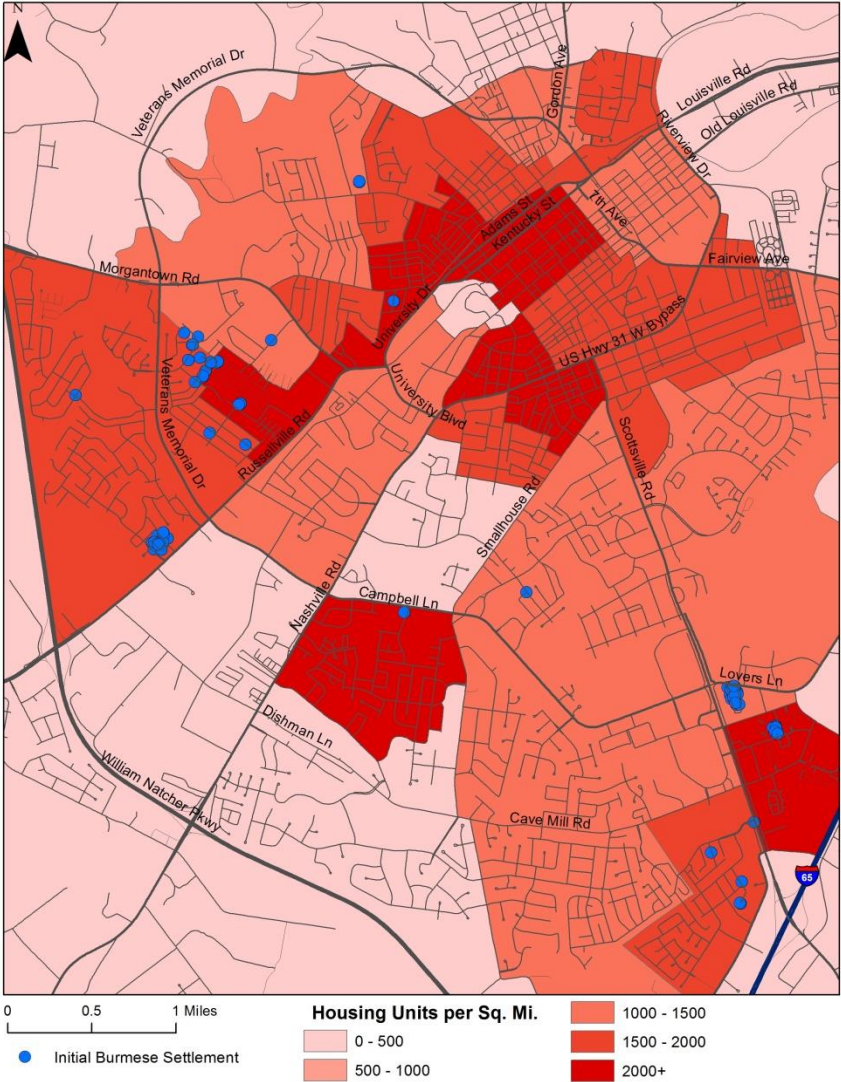 N
Veterans Memorial Dr
Gordon Ave
Louisville Rd
Old Louisville Rd
Riverview Dr
Adams St
Kentucky St
7th Ave
Fairview Ave
Morgantown Rd
University Dr
US Hwy 31 W Bypass
University Blvd
Veterans Memorial Dr
Russellville Rd
Scottsville Rd
Smallhouse Rd
Nashville Rd
Campbell Ln
Lovers Ln
Dishman Ln
William Natcher Pkwy
Cave Mill Rd
65
0 0.5 1 Miles
Initial Burmese Settlement
Housing Units per Sq. Mi.
0 - 500
500 - 1000
1000 - 1500
1500 - 2000
2000+